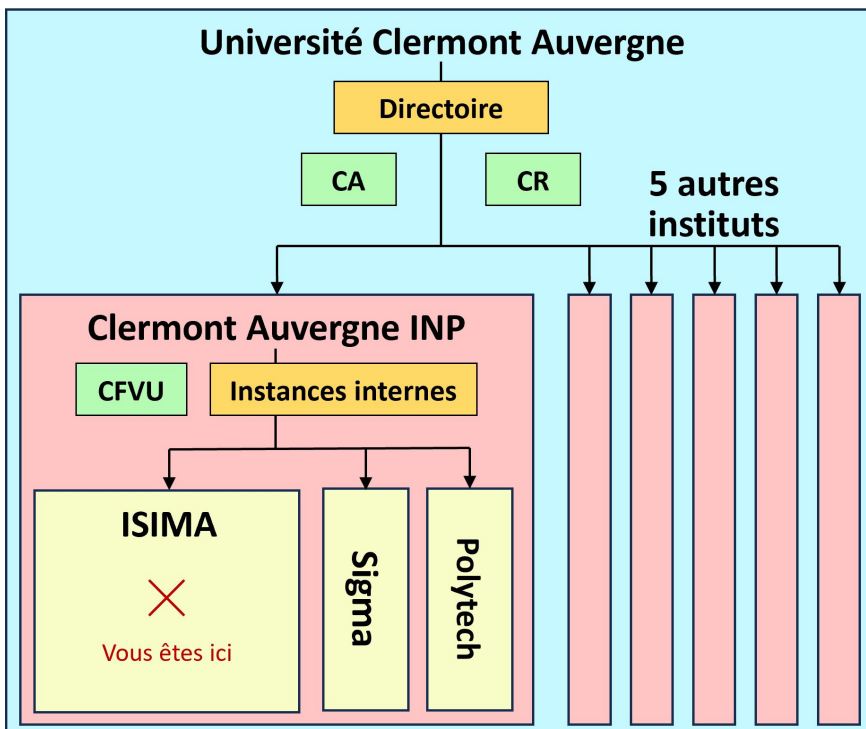 Université Clermont Auvergne
Directoire
CA
CR
5 autres
instituts
Clermont Auvergne INP
CFVU
Instances internes
ISIMA
Vous êtes ici
Sigma
Polytech